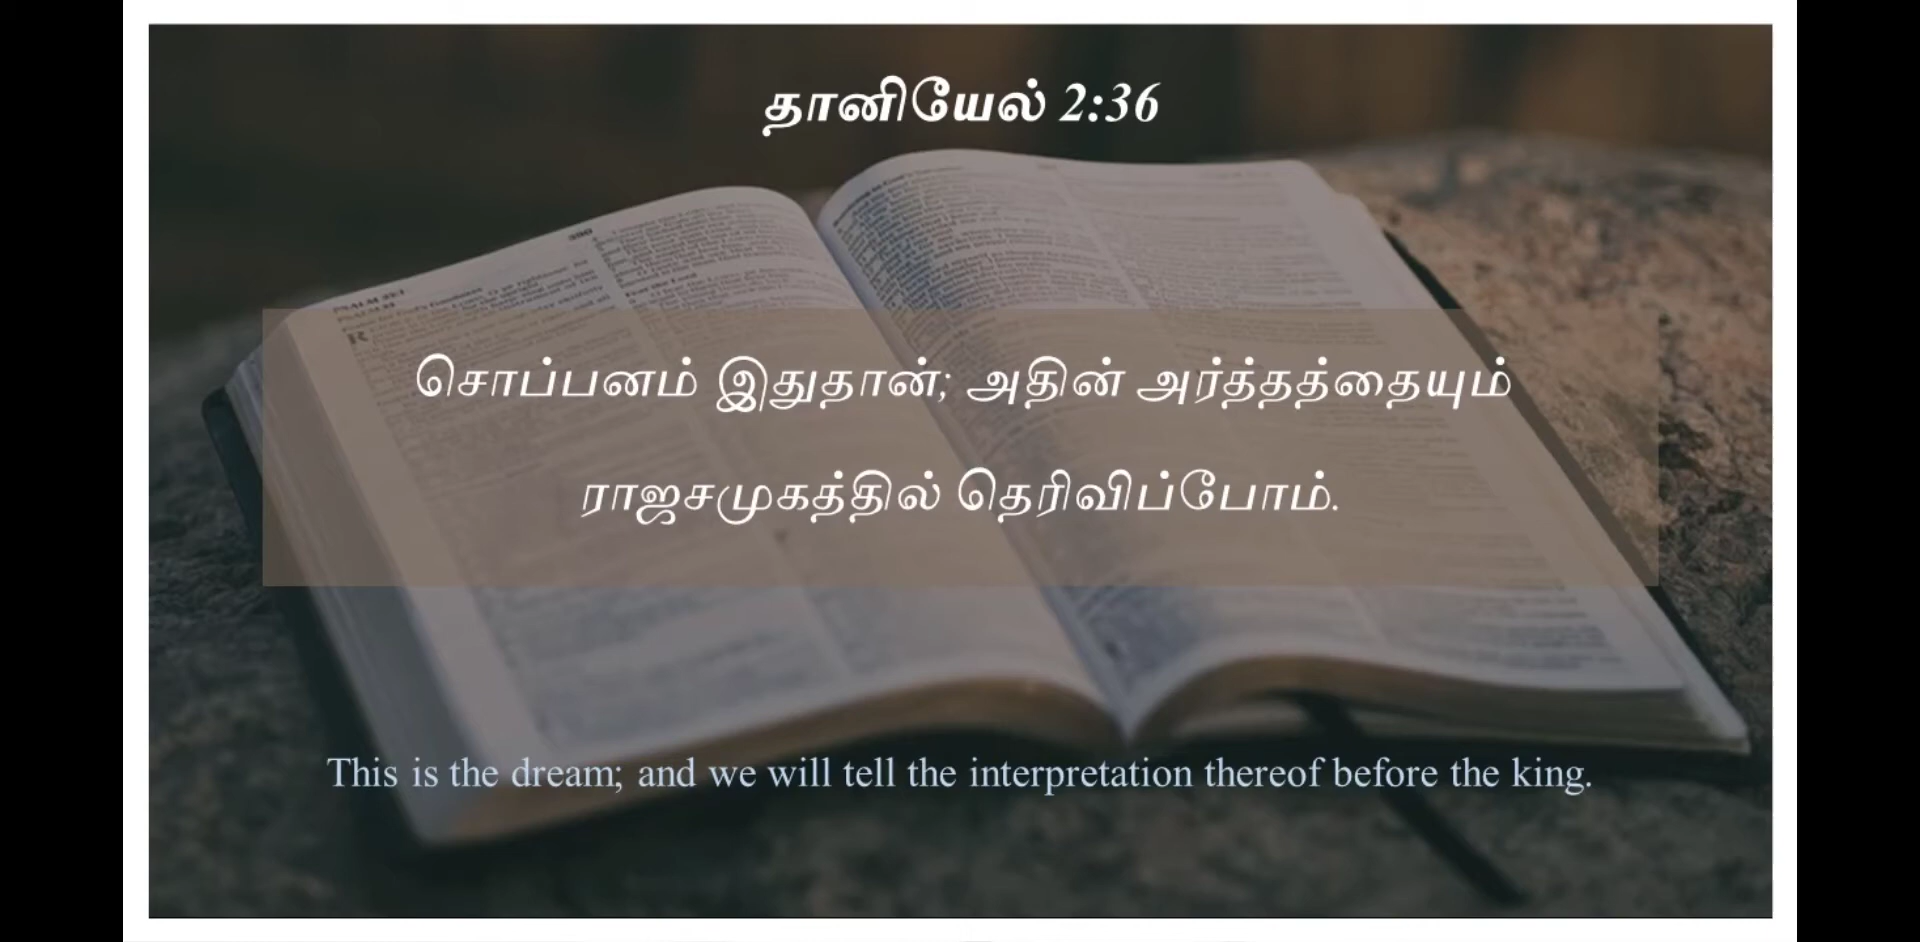 தானியேல் 2:36
சொப்பனம் இதுதான்; அதின் அர்த்தத்தையும்
ராஜசமுகத்தில் தெரிவிப்போம்.
This is the dream; and we will tell the interpretation thereof before the king.